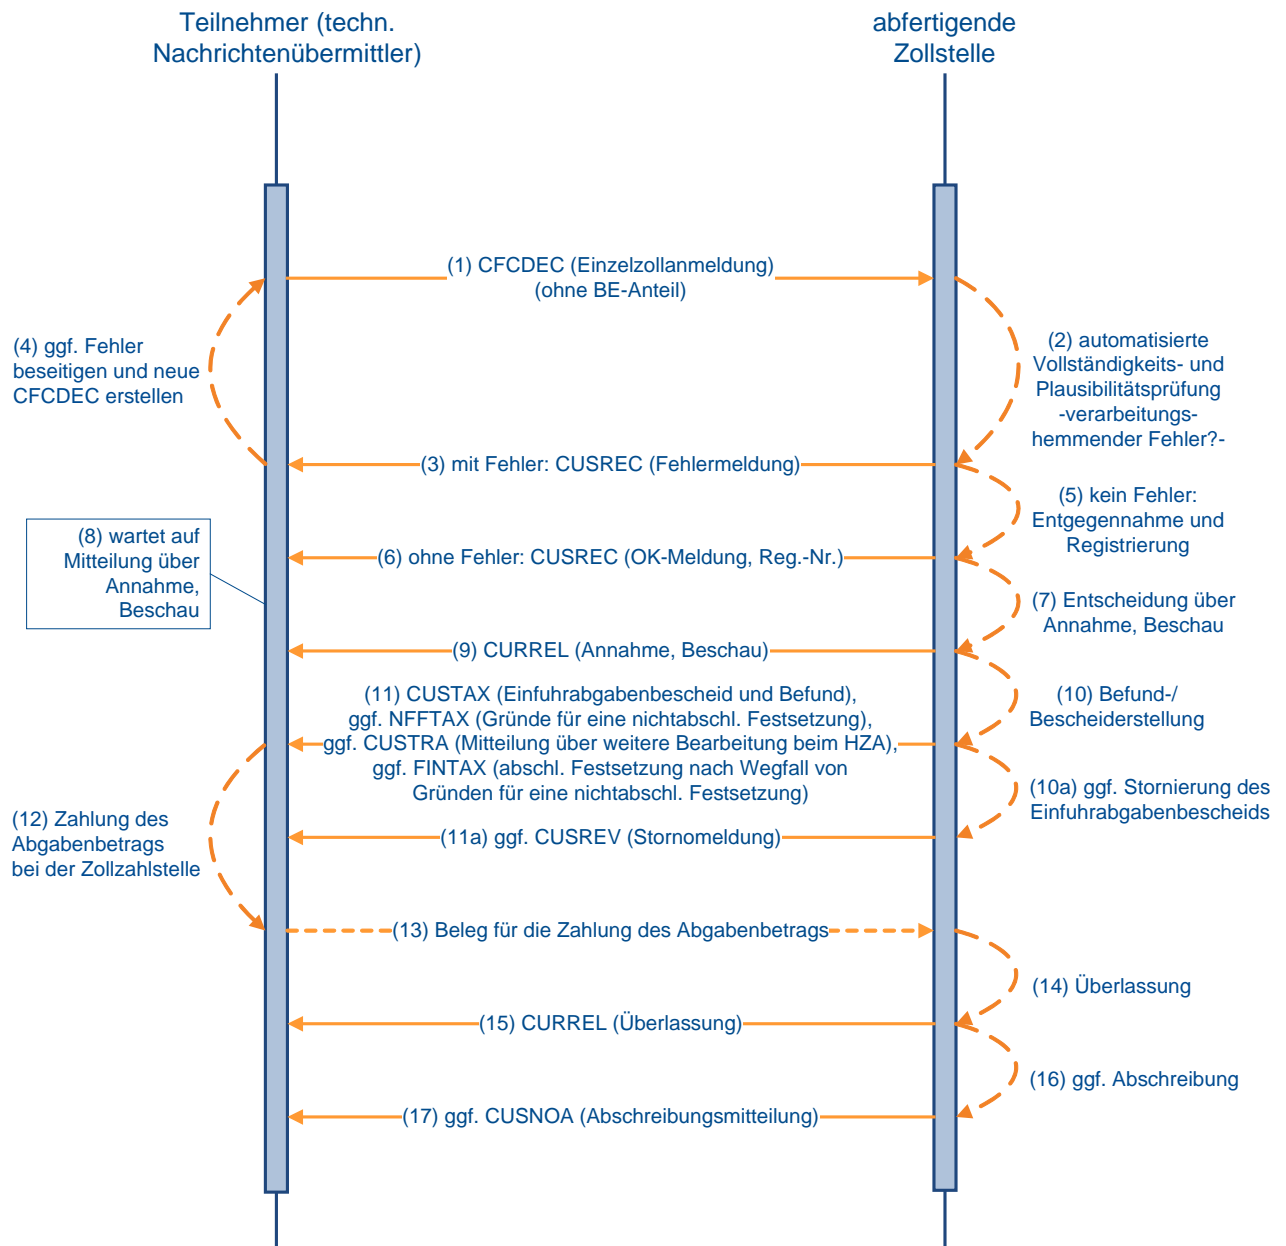 Teilnehmer (techn.
Nachrichtenübermittler)
abfertigende
Zollstelle
(1) CFCDEC (Einzelzollanmeldung)
(ohne BE-Anteil)
(2) automatisierte
Vollständigkeits- und
Plausibilitätsprüfung
-verarbeitungs-
hemmender Fehler?-
(4) ggf. Fehler
beseitigen und neue
CFCDEC erstellen
(3) mit Fehler: CUSREC (Fehlermeldung)
(5) kein Fehler:
Entgegennahme und
Registrierung
(8) wartet auf
Mitteilung über
Annahme,
Beschau
(6) ohne Fehler: CUSREC (OK-Meldung, Reg.-Nr.)
(7) Entscheidung über
Annahme, Beschau
(9) CURREL (Annahme, Beschau)
(10) Befund-/
Bescheiderstellung
(11) CUSTAX (Einfuhrabgabenbescheid und Befund),
ggf. NFFTAX (Gründe für eine nichtabschl. Festsetzung),
ggf. CUSTRA (Mitteilung über weitere Bearbeitung beim HZA),
ggf. FINTAX (abschl. Festsetzung nach Wegfall von
Gründen für eine nichtabschl. Festsetzung)
(10a) ggf. Stornierung des
Einfuhrabgabenbescheids
(12) Zahlung des
Abgabenbetrags
bei der Zollzahlstelle
(11a) ggf. CUSREV (Stornomeldung)
(13) Beleg für die Zahlung des Abgabenbetrags
(14) Überlassung
(15) CURREL (Überlassung)
(16) ggf. Abschreibung
(17) ggf. CUSNOA (Abschreibungsmitteilung)